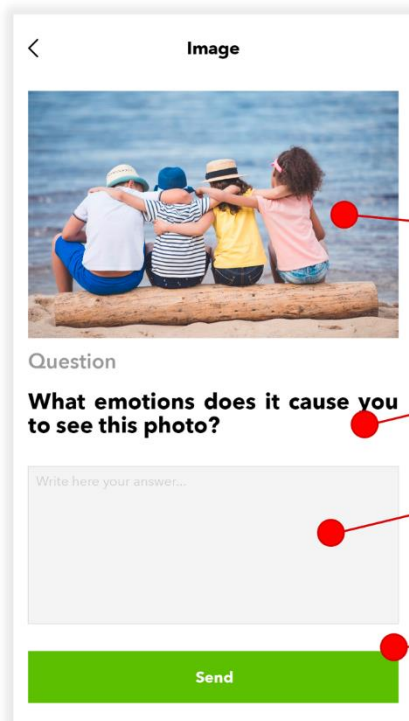 Image
Question
What emotions does it cause you
to see this photo?
Write here your answer...
Send